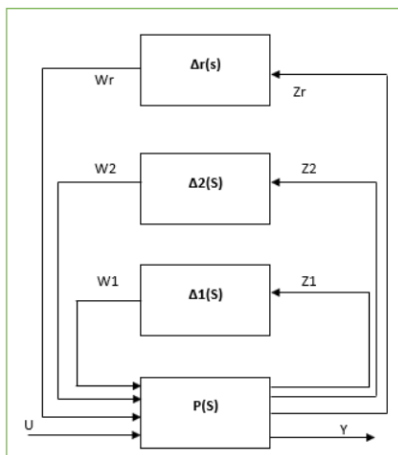 Δr(s)
Wr
Zr
W2
Z2
Δ2(S)
W1
Z1
Δ1(S)
P(S)
U
Y